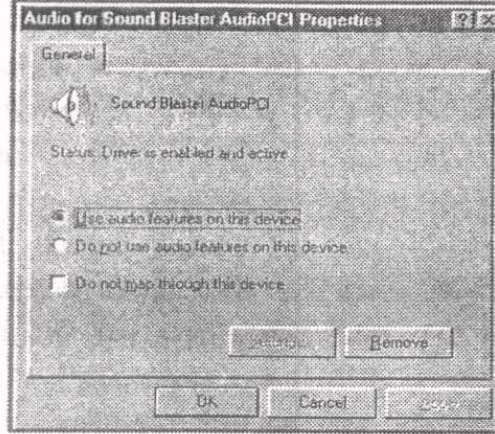 Audio for Sound Blaster AudioPCI Properties
General
Sound Blaster AudioPCI
Status: Driver is enabled and active
Use audio features on this device
Do not use audio features on this device
Do not map through this device
Settings
Remove
OK
Cancel
Apply